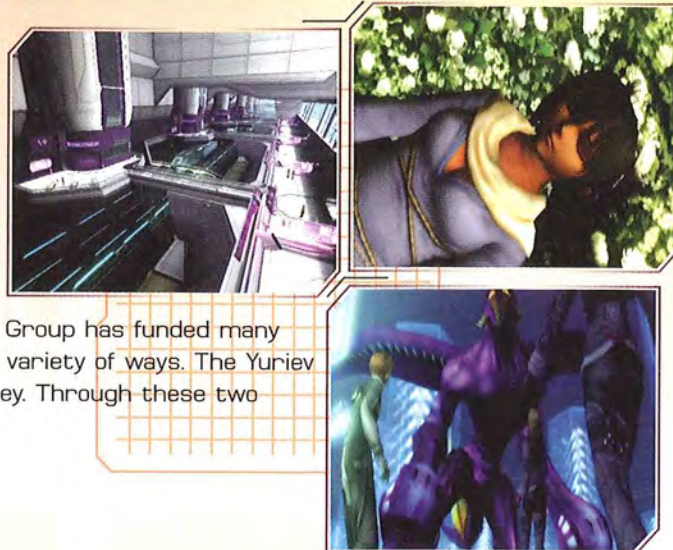 Group has funded many
variety of ways. The Yuriev
ey. Through these two